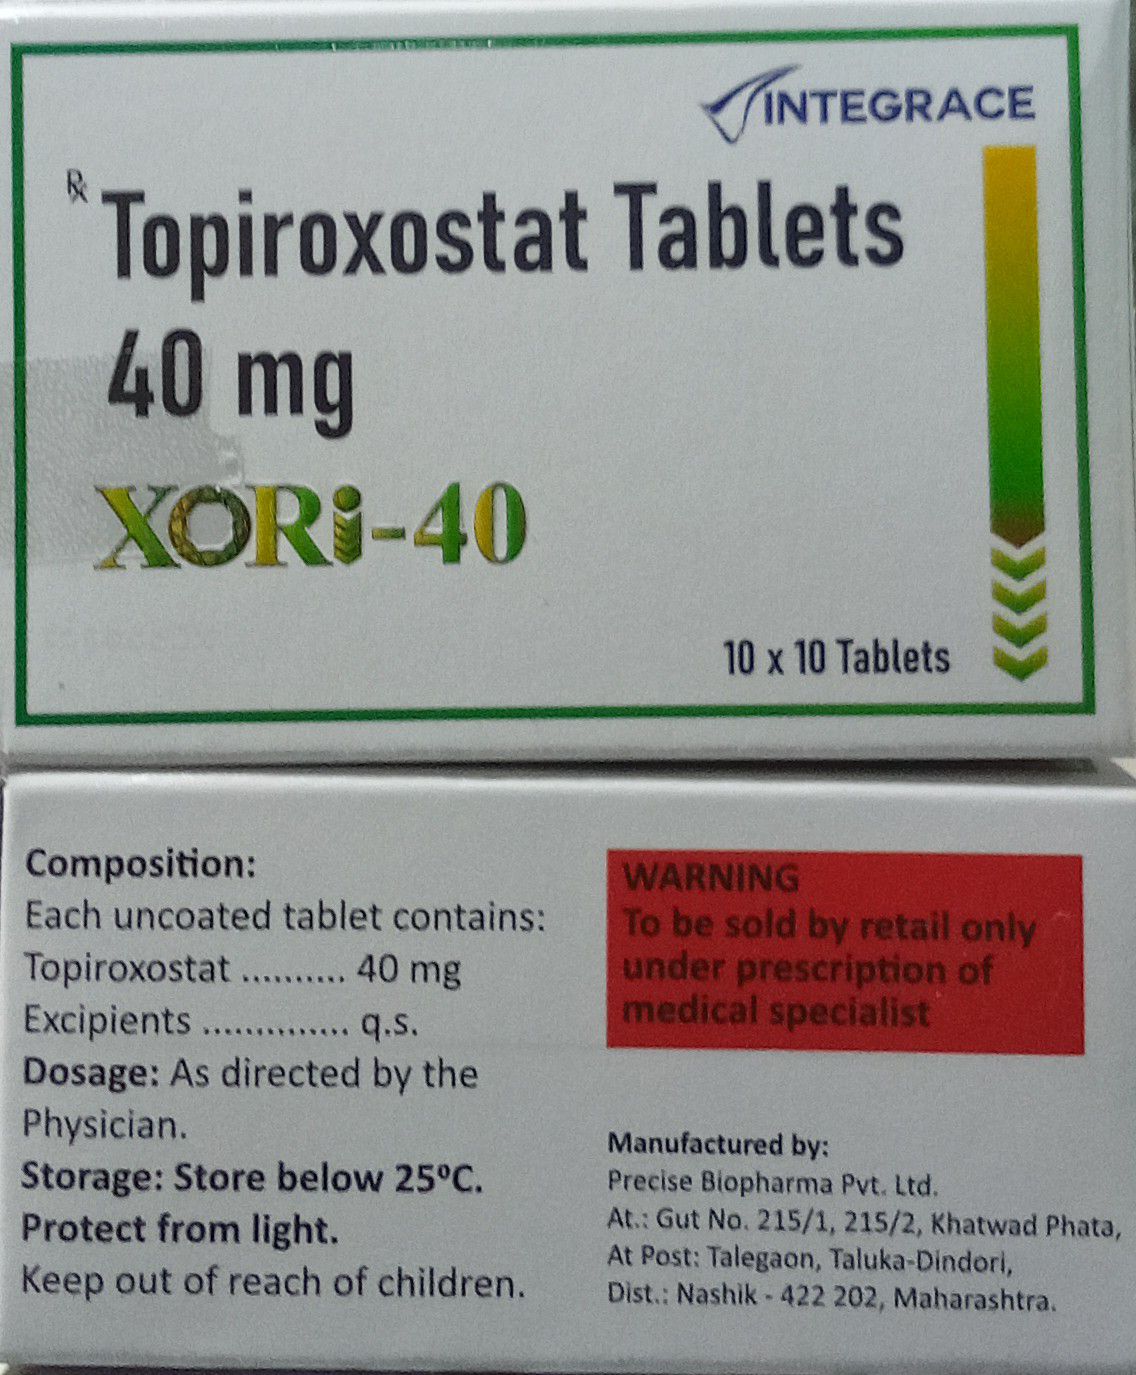 INTEGRACE
Rx Topiroxostat Tablets
40 mg
XORi-40
10 x 10 Tablets
Composition:
Each uncoated tablet contains:
Topiroxostat .......... 40 mg
Excipients .............. q.s.
Dosage: As directed by the
Physician.
Storage: Store below 25ºC.
Protect from light.
Keep out of reach of children.
WARNING
To be sold by retail only
under prescription of
medical specialist
Manufactured by:
Precise Biopharma Pvt. Ltd.
At.: Gut No. 215/1, 215/2, Khatwad Phata,
At Post: Talegaon, Taluka-Dindori,
Dist.: Nashik - 422 202, Maharashtra.